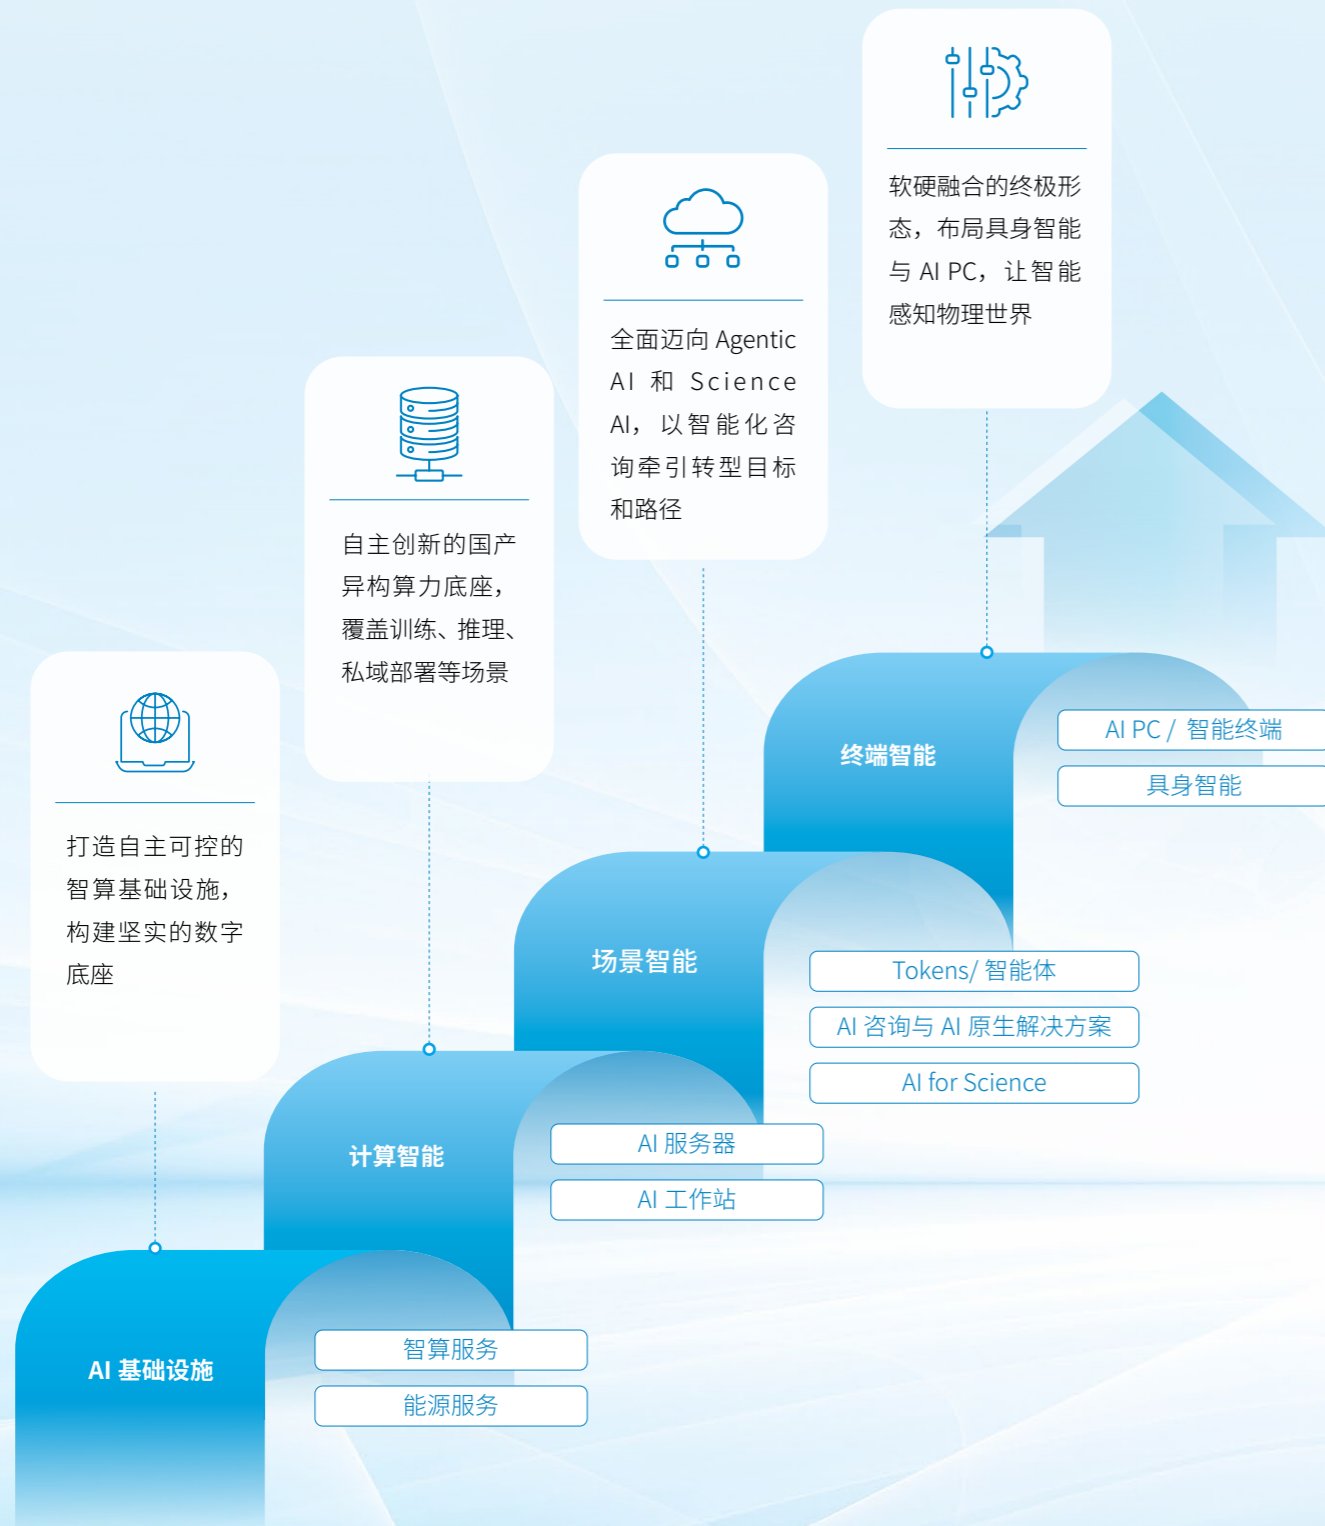 软硬融合的终极形
态，布局具身智能
与 AI PC，让智能
感知物理世界
全面迈向 Agentic
AI 和 Science
AI，以智能化咨
询牵引转型目标
和路径
自主创新的国产
异构算力底座，
覆盖训练、推理、
私域部署等场景
打造自主可控的
智算基础设施，
构建坚实的数字
底座
终端智能
AI PC / 智能终端
具身智能
场景智能
Tokens/ 智能体
AI 咨询与 AI 原生解决方案
AI for Science
计算智能
AI 服务器
AI 工作站
AI 基础设施
智算服务
能源服务